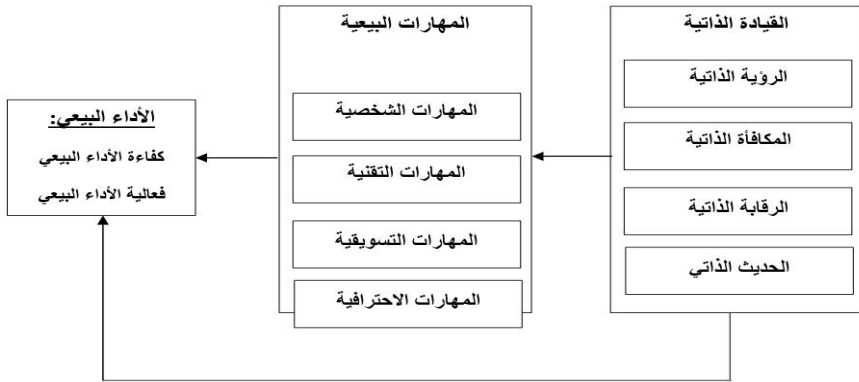 القيادة الذاتية
الرؤية الذاتية
المكافأة الذاتية
الرقابة الذاتية
الحديث الذاتي
المهارات البيعية
المهارات الشخصية
المهارات التقنية
المهارات التسويقية
المهارات الاحترافية
الأداء البيعي:
كفاءة الأداء البيعي
فعالية الأداء البيعي